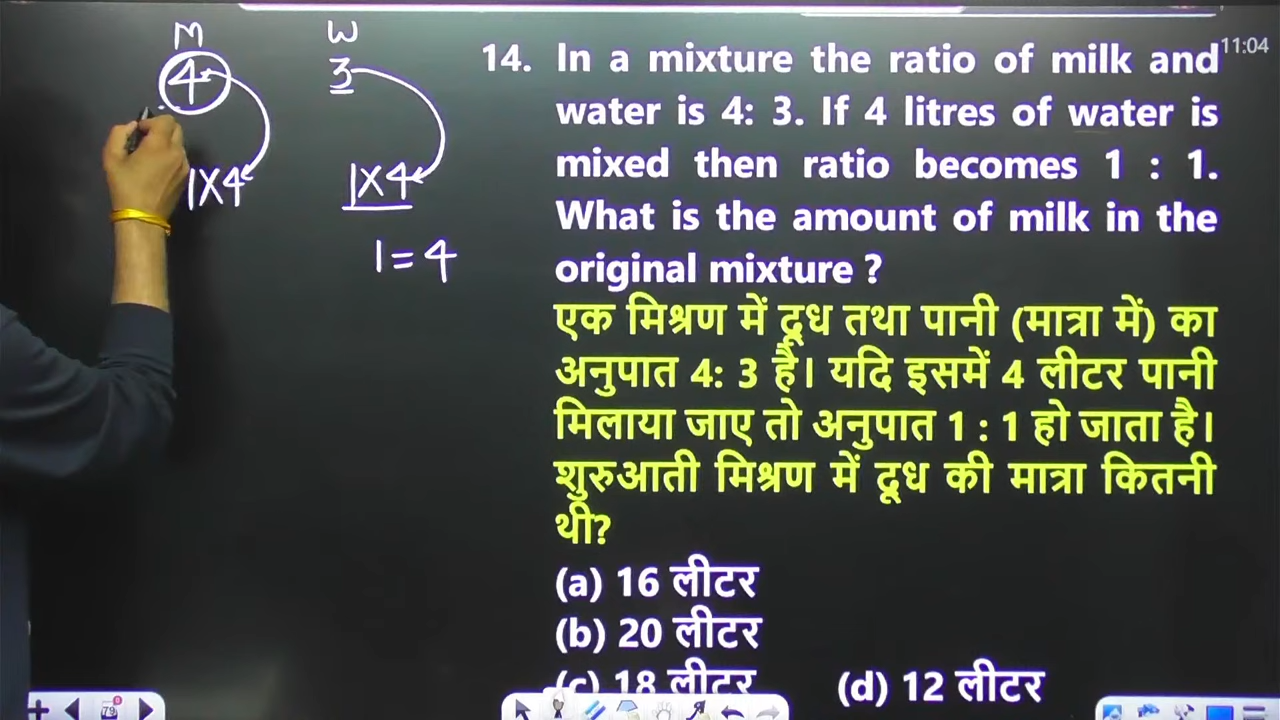 M W
4 3
1X4 1X4
1=4
11:04
14. In a mixture the ratio of milk and
water is 4: 3. If 4 litres of water is
mixed then ratio becomes 1 : 1.
What is the amount of milk in the
original mixture ?
एक मिश्रण में दूध तथा पानी (मात्रा में) का
अनुपात 4: 3 है। यदि इसमें 4 लीटर पानी
मिलाया जाए तो अनुपात 1 : 1 हो जाता है।
शुरुआती मिश्रण में दूध की मात्रा कितनी
थी?
(a) 16 लीटर
(b) 20 लीटर
(c) 18 लीटर (d) 12 लीटर
79